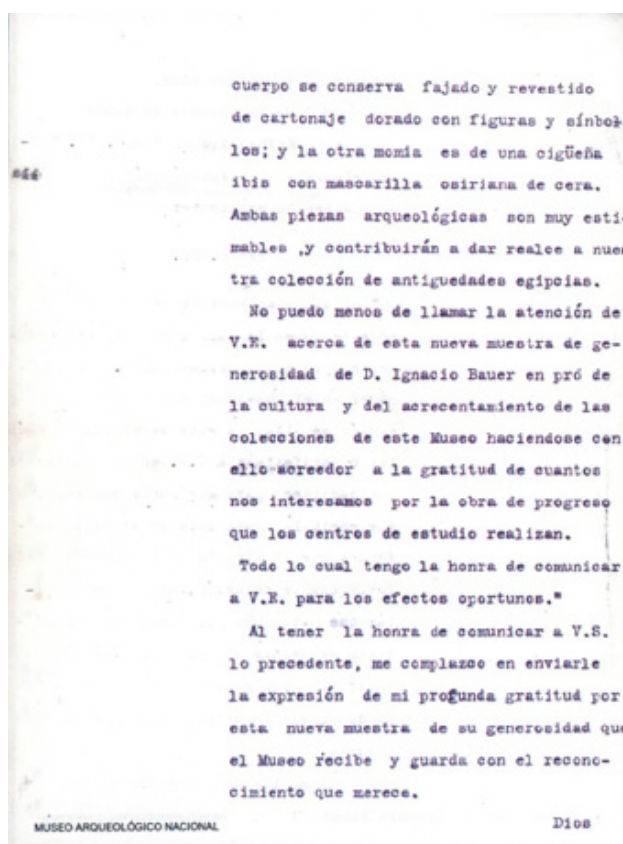 cuerpo se conserva fajado y revestido
de cartonaje dorado con figuras y sínbo-
los; y la otra momia es de una cigüeña
ibis con mascarilla osiriana de cera.
Ambas piezas arqueológicas son muy esti-
mables ,y contribuirán a dar realce a nues
tra colección de antiguedades egipcias.
No puedo menos de llamar la atención de
V.E. acerca de esta nueva muestra de ge-
nerosidad de D. Ignacio Bauer en pró de
la cultura y del acrecentamiento de las
colecciones de este Museo haciendose con
ello acreedor a la gratitud de cuantos
nos interesamos por la obra de progreso
que los centros de estudio realizan.
Todo lo cual tengo la honra de comunicar
a V.E. para los efectos oportunos."
Al tener la honra de comunicar a V.S.
lo precedente, me complazco en enviarle
la expresión de mi profunda gratitud por
esta nueva muestra de su generosidad que
el Museo recibe y guarda con el recono-
cimiento que merece.
Dios
MUSEO ARQUEOLÓGICO NACIONAL